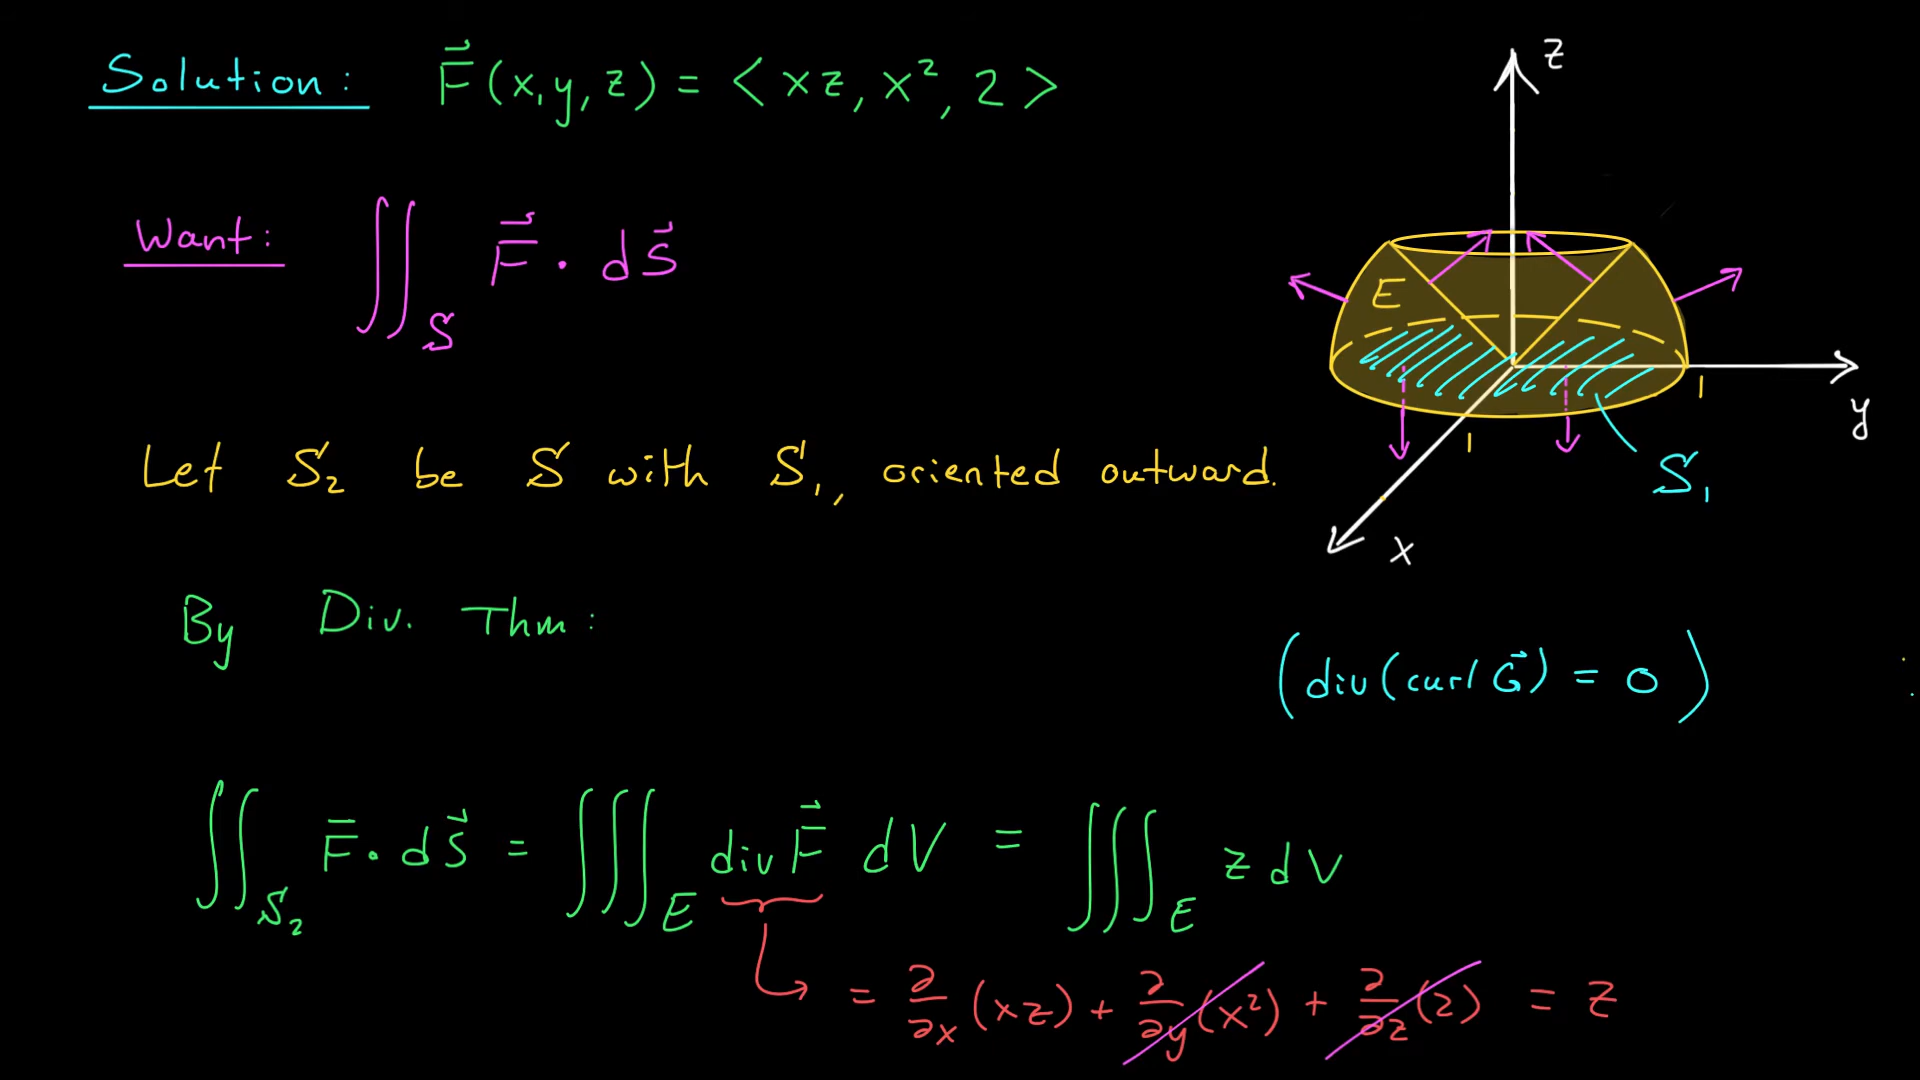 Solution: F⃗(x,y,z) = <xz, x², 2>
z
Want: ∬_S F⃗ · dS⃗
E
1
y
1
Let S₂ be S with S₁, oriented outward.
S₁
x
By Div. Thm:
(div(curl G⃗) = 0)
∬_S₂ F⃗ · dS⃗ = ∭_E div F⃗ dV = ∭_E z dV
= ∂/∂x (xz) + ∂/∂y (x²) + ∂/∂z (2) = z